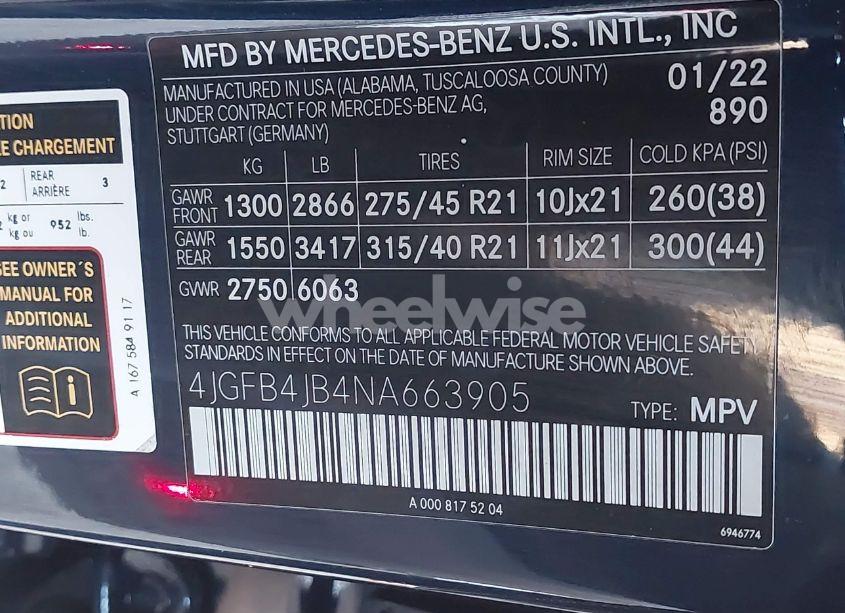 MFD BY MERCEDES-BENZ U.S. INTL., INC
MANUFACTURED IN USA (ALABAMA, TUSCALOOSA COUNTY) 01/22
UNDER CONTRACT FOR MERCEDES-BENZ AG, 890
STUTTGART (GERMANY)
KG LB TIRES RIM SIZE COLD KPA (PSI)
GAWR FRONT 1300 2866 275/45 R21 10Jx21 260(38)
GAWR REAR 1550 3417 315/40 R21 11Jx21 300(44)
GVWR 2750 6063
wheelwise
THIS VEHICLE CONFORMS TO ALL APPLICABLE FEDERAL MOTOR VEHICLE SAFETY
STANDARDS IN EFFECT ON THE DATE OF MANUFACTURE SHOWN ABOVE.
4JGFB4JB4NA663905
TYPE: MPV
A 000 817 52 04
6946774
CHARGEMENT
2 REAR ARRIÈRE 3
kg or kg ou 952 lbs. lb.
SEE OWNER´S
MANUAL FOR
ADDITIONAL
INFORMATION
A 167 584 91 17